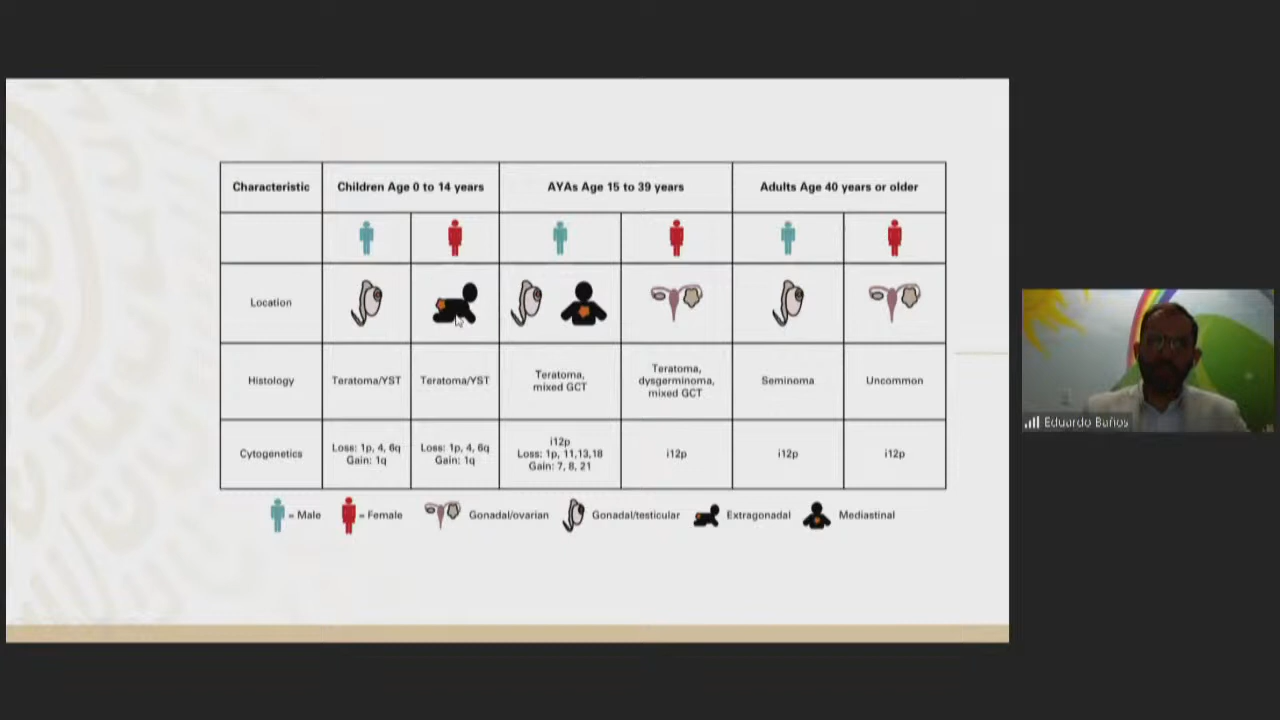 Characteristic
Children Age 0 to 14 years
AYAs Age 15 to 39 years
Adults Age 40 years or older
Location
Histology
Teratoma/YST
Teratoma/YST
Teratoma,
mixed GCT
Teratoma,
dysgerminoma,
mixed GCT
Seminoma
Uncommon
Cytogenetics
Loss: 1p, 4, 6q
Gain: 1q
Loss: 1p, 4, 6q
Gain: 1q
i12p
Loss: 1p, 11,13,18
Gain: 7, 8, 21
i12p
i12p
i12p
= Male
= Female
Gonadal/ovarian
Gonadal/testicular
Extragonadal
Mediastinal
Eduardo Baños